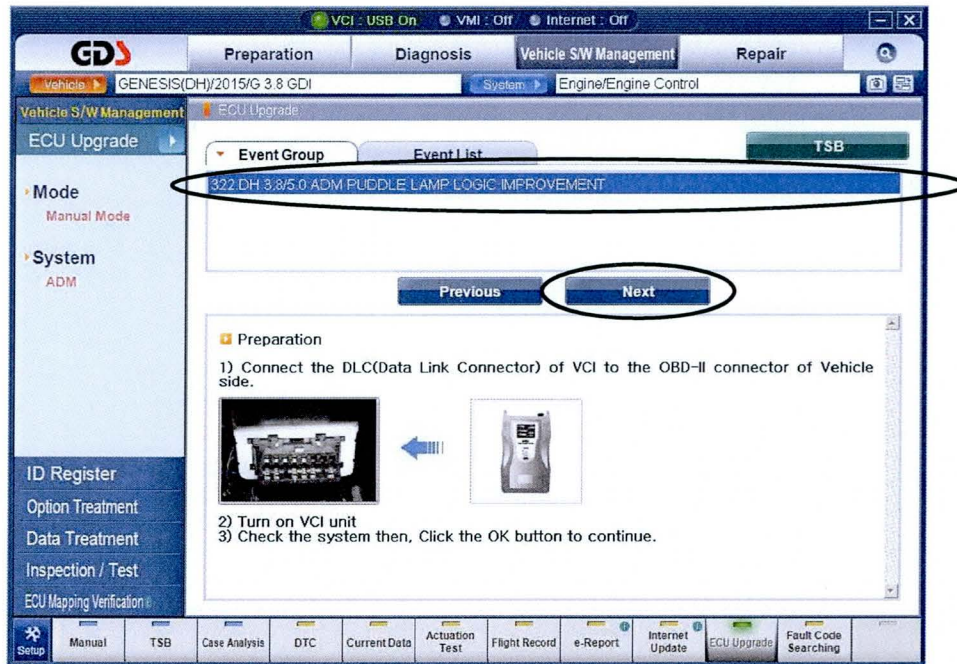 VCI : USB On VMI : Off Internet : Off
GDS Preparation Diagnosis Vehicle S/W Management Repair
Vehicle GENESIS(DH)/2015/G 3.8 GDI System Engine/Engine Control
Vehicle S/W Management ECU Upgrade
ECU Upgrade
TSB
Event Group Event List
322.DH 3.8/5.0 ADM PUDDLE LAMP LOGIC IMPROVEMENT
Mode
Manual Mode
System
ADM
Previous Next
Preparation
1) Connect the DLC(Data Link Connector) of VCI to the OBD-II connector of Vehicle
side.
2) Turn on VCI unit
3) Check the system then, Click the OK button to continue.
ID Register
Option Treatment
Data Treatment
Inspection / Test
ECU Mapping Verification
Setup Manual TSB Case Analysis DTC Current Data Actuation Test Flight Record e-Report Internet Update ECU Upgrade Fault Code Searching